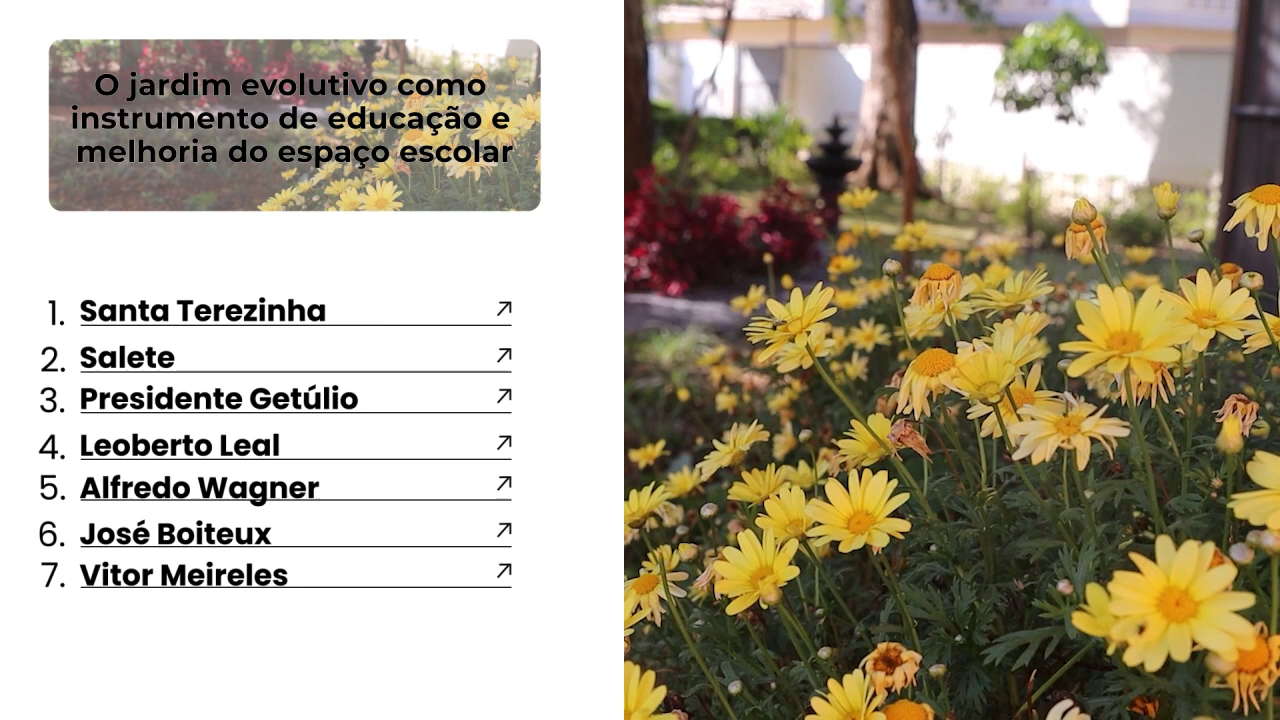 O jardim evolutivo como
instrumento de educação e
melhoria do espaço escolar
1. Santa Terezinha
2. Salete
3. Presidente Getúlio
4. Leoberto Leal
5. Alfredo Wagner
6. José Boiteux
7. Vitor Meireles